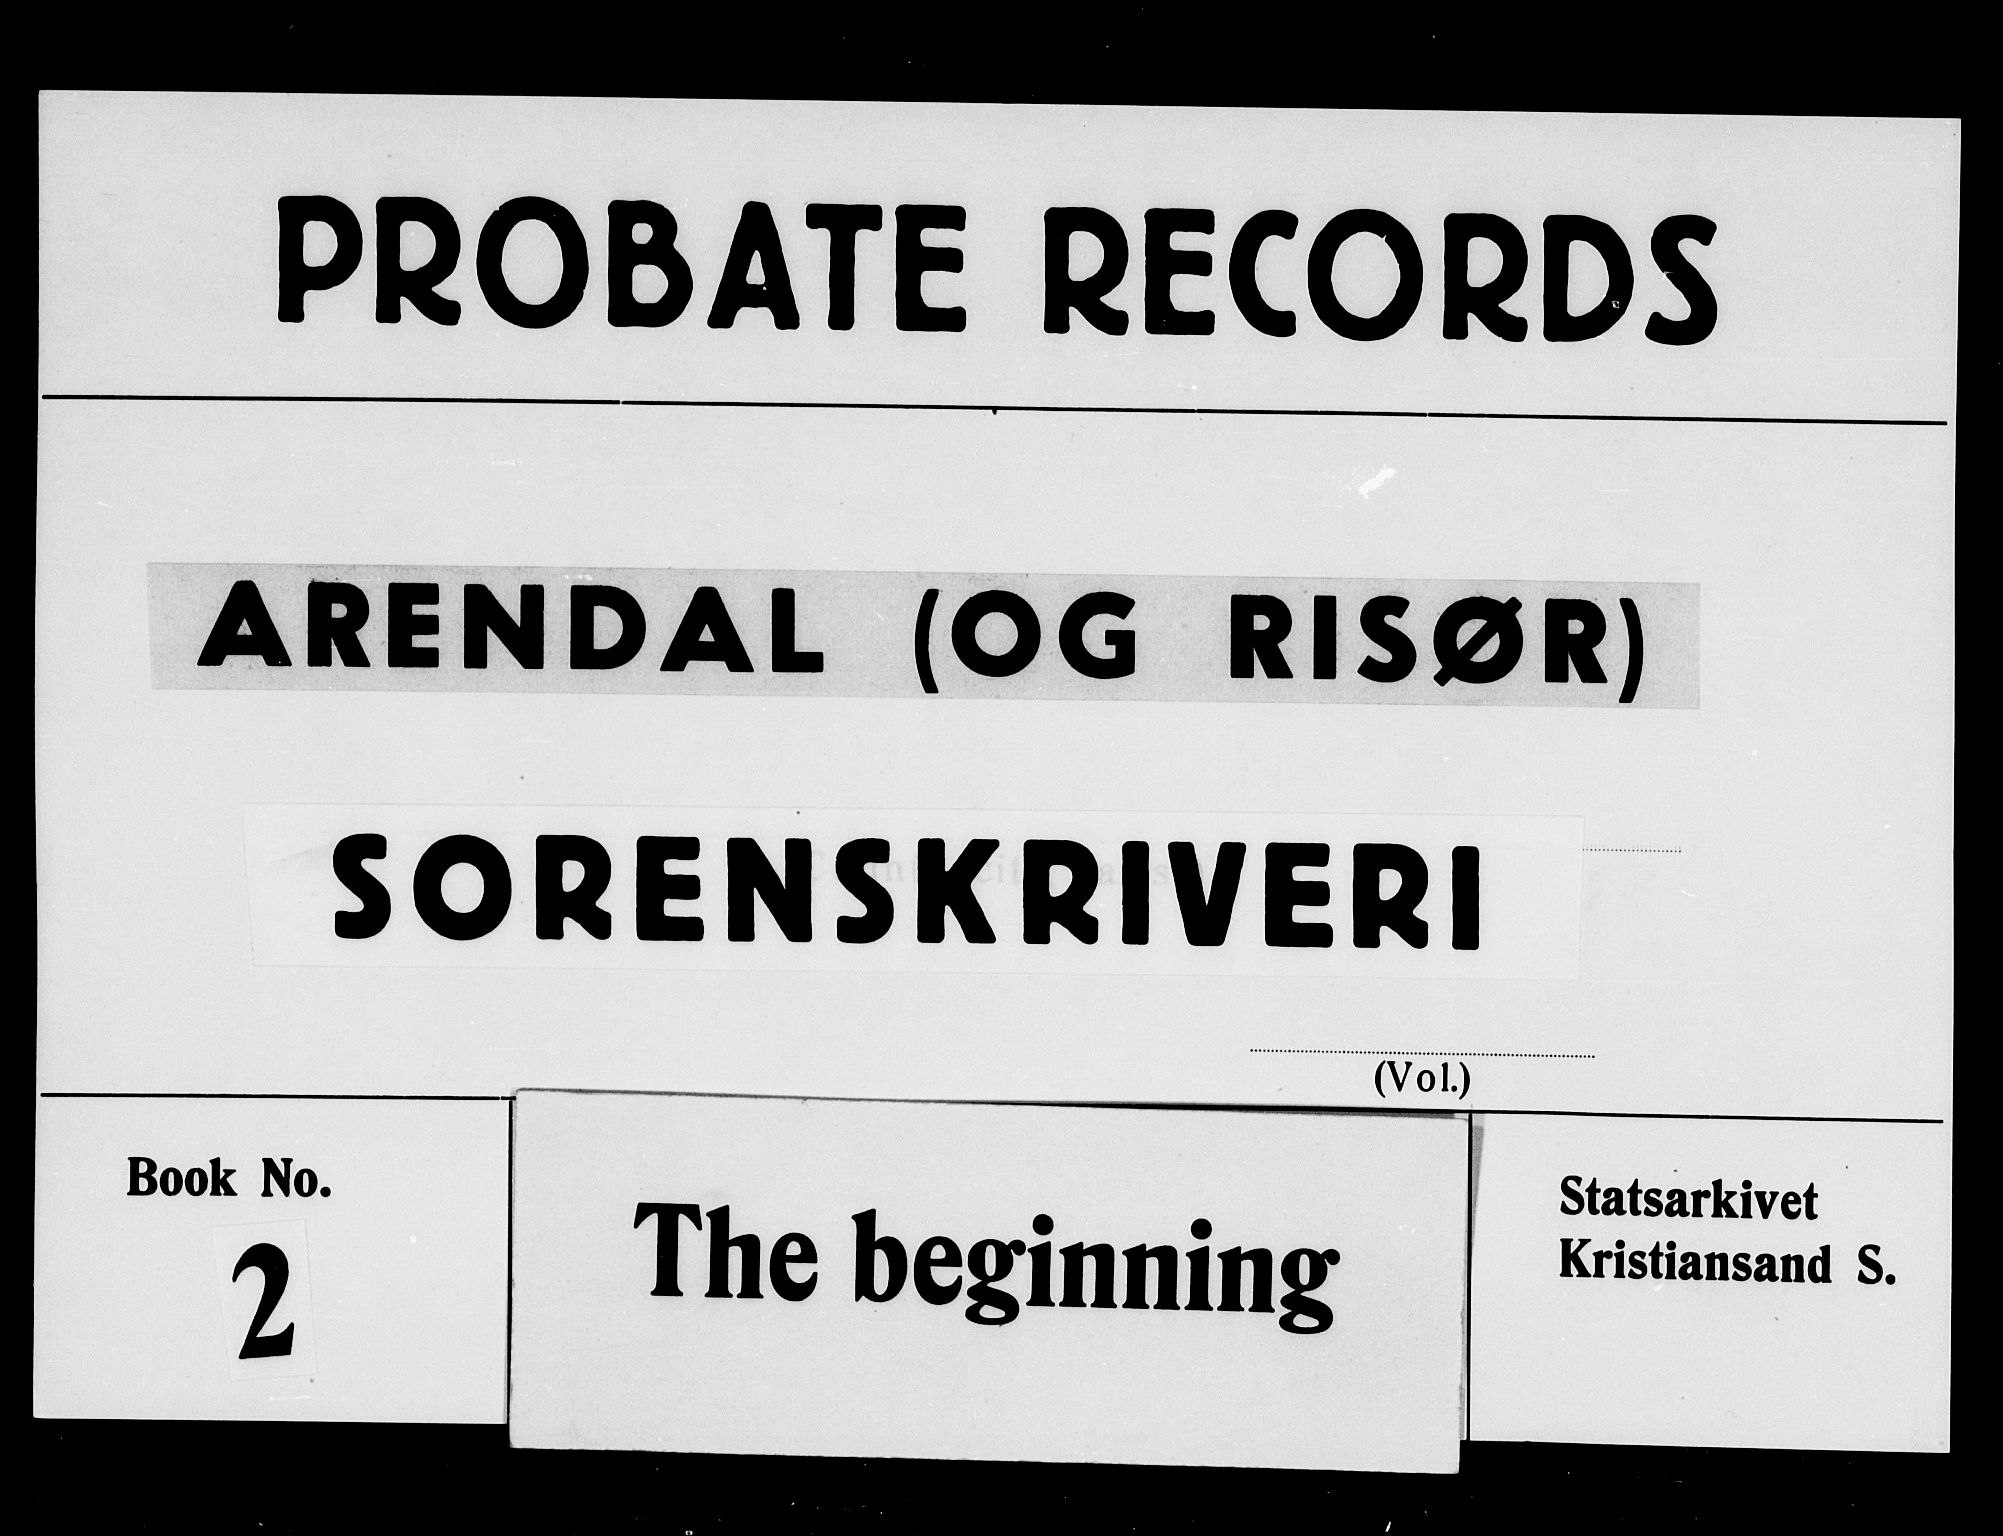 PROBATE RECORDS
ARENDAL (OG RISØR)
SORENSKRIVERI
(Vol.)
Book No.
2
The beginning
Statsarkivet
Kristiansand S.